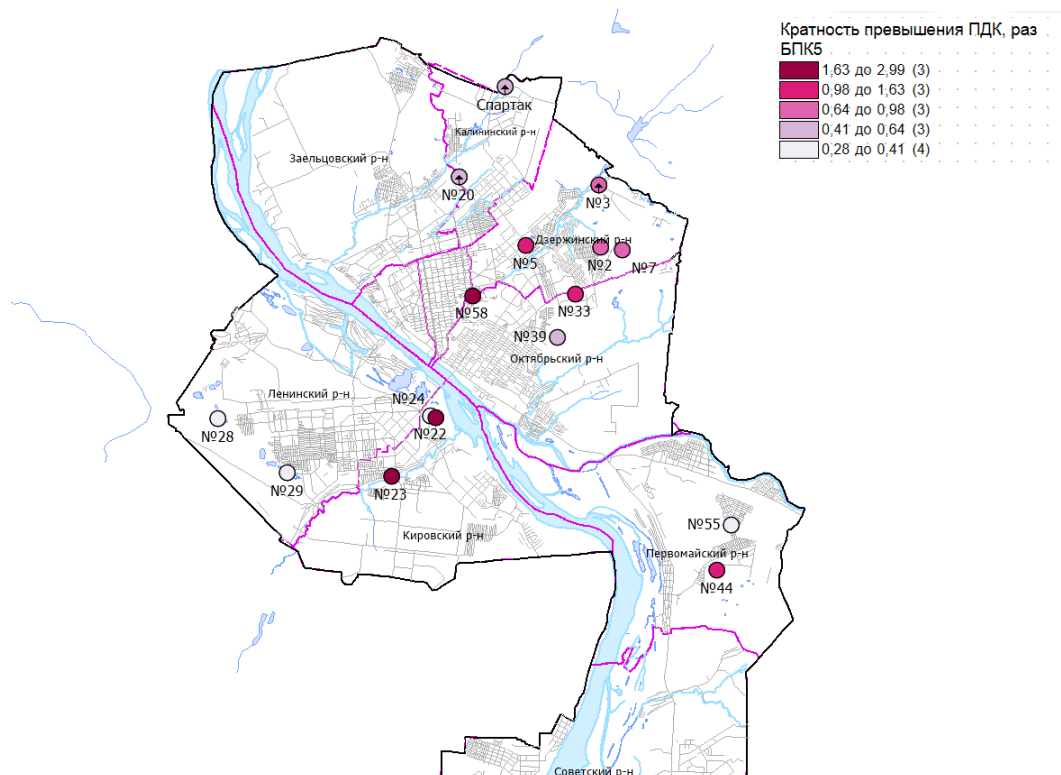 Кратность превышения ПДК, раз
БПК5
1,63 до 2,99 (3)
0,98 до 1,63 (3)
0,64 до 0,98 (3)
0,41 до 0,64 (3)
0,28 до 0,41 (4)
Спартак
Калининский р-н
Заельцовский р-н
№20
№3
Дзержинский р-н
№5
№2
№7
№58
№33
№39
Октябрьский р-н
Ленинский р-н
№24
№22
№28
№29
№23
Кировский р-н
№55
Первомайский р-н
№44
Советский р-н